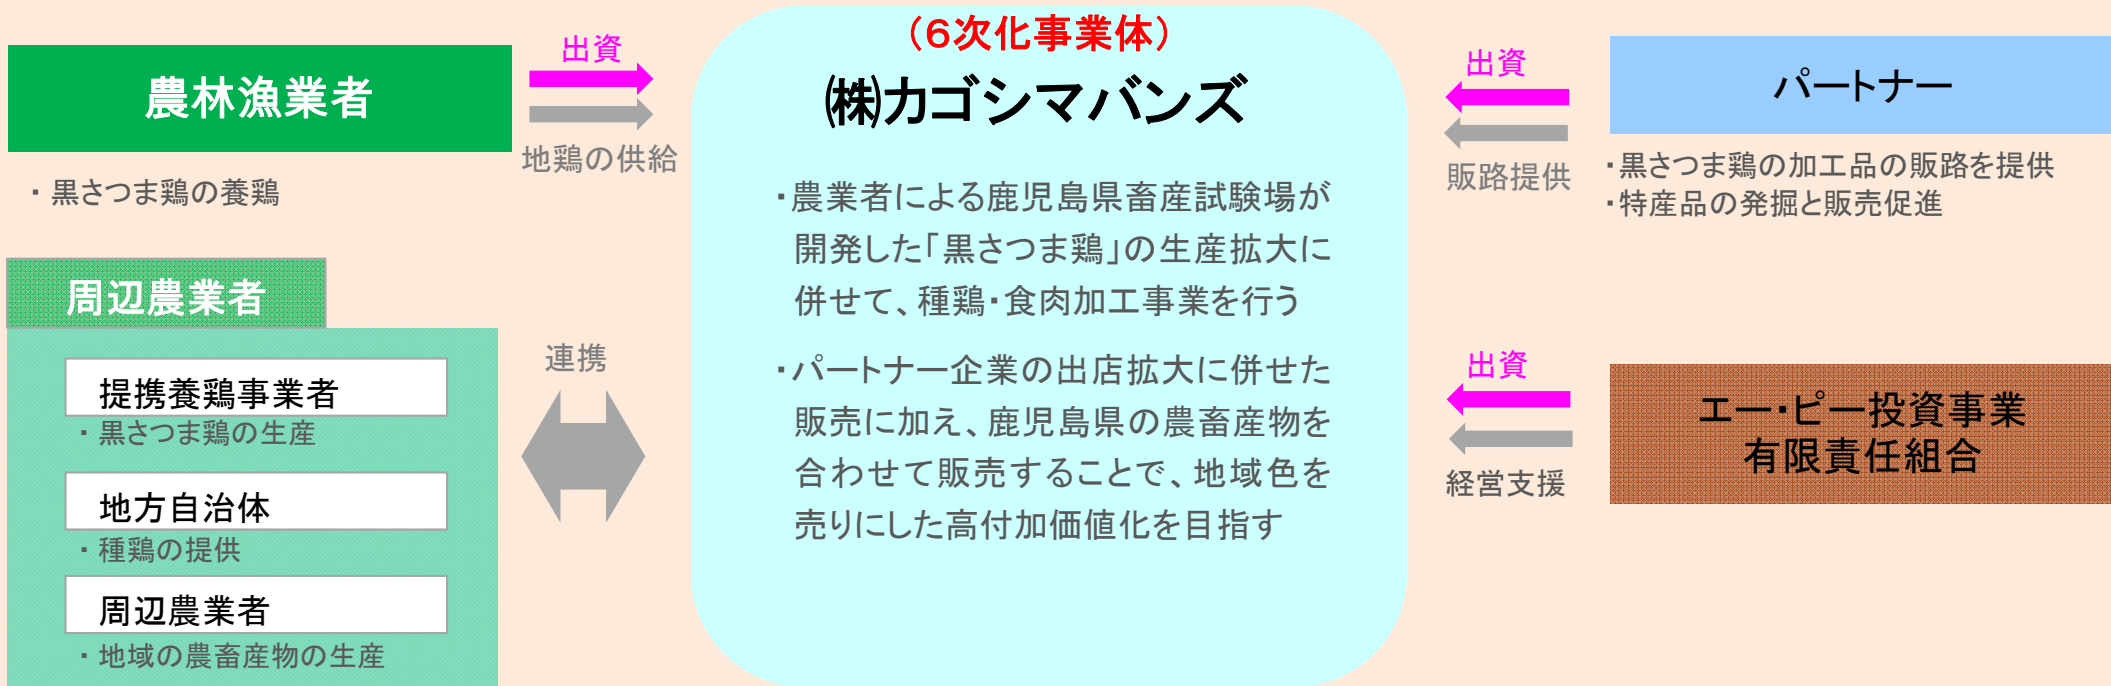 農林漁業者
・ 黒さつま鶏の養鶏
出資
地鶏の供給
周辺農業者
提携養鶏事業者
・ 黒さつま鶏の生産
地方自治体
・ 種鶏の提供
周辺農業者
・ 地域の農畜産物の生産
連携
(6次化事業体)
㈱カゴシマバンズ
・農業者による鹿児島県畜産試験場が
開発した「黒さつま鶏」の生産拡大に
併せて、種鶏・食肉加工事業を行う
・パートナー企業の出店拡大に併せた
販売に加え、鹿児島県の農畜産物を
合わせて販売することで、地域色を
売りにした高付加価値化を目指す
出資
販路提供
パートナー
・黒さつま鶏の加工品の販路を提供
・特産品の発掘と販売促進
出資
経営支援
エー・ピー投資事業
有限責任組合